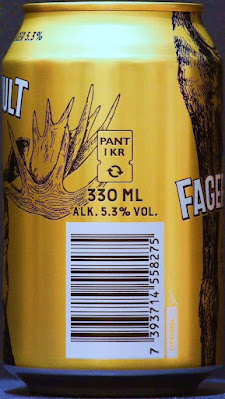 5.3%
ULT
PANT
1 KR
330 ML
ALK. 5.3% VOL.
FAGE
7 393714 558275